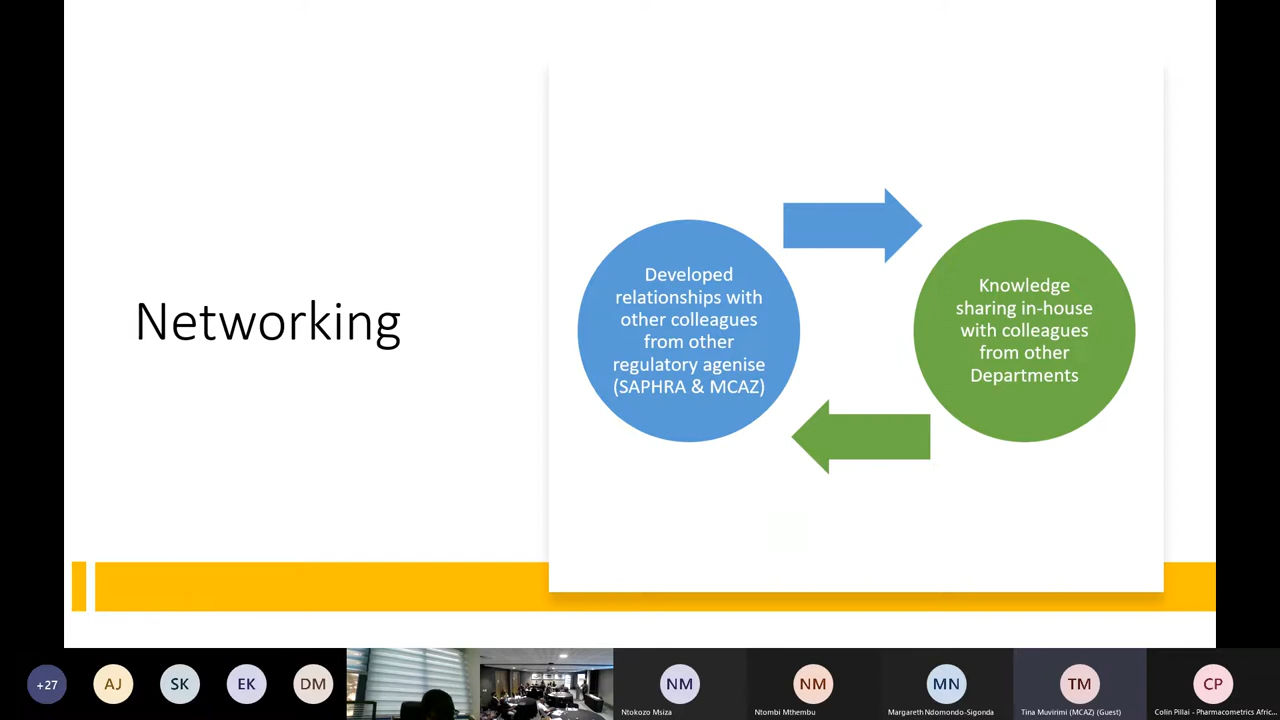 Networking
Developed
relationships with
other colleagues
from other
regulatory agenise
(SAPHRA & MCAZ)
Knowledge
sharing in-house
with colleagues
from other
Departments
+27
AJ
SK
EK
DM
NM
Ntokozo Msiza
NM
Ntombi Mthembu
MN
Margareth Ndomondo-Sigonda
TM
Tina Muvirimi (MCAZ) (Guest)
CP
Colin Pillai - Pharmacometrics Afric...